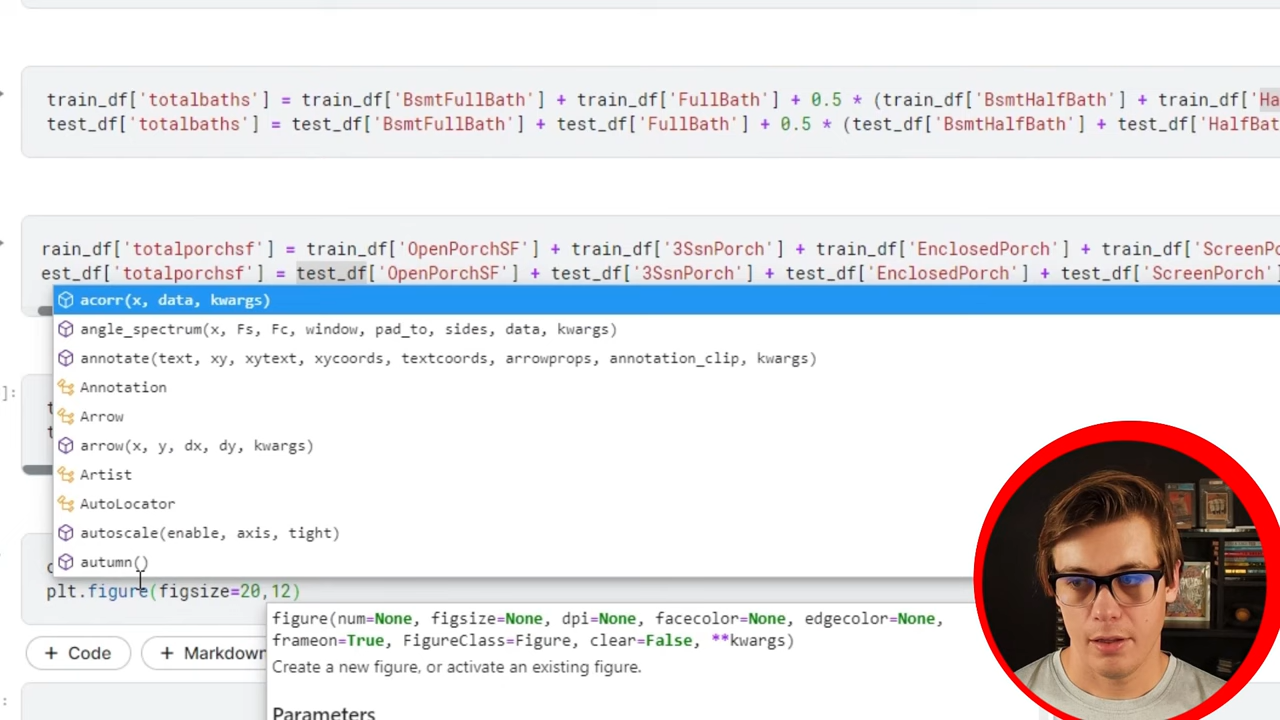 train_df['totalbaths'] = train_df['BsmtFullBath'] + train_df['FullBath'] + 0.5 * (train_df['BsmtHalfBath'] + train_df['Ha
test_df['totalbaths'] = test_df['BsmtFullBath'] + test_df['FullBath'] + 0.5 * (test_df['BsmtHalfBath'] + test_df['HalfBat
rain_df['totalporchsf'] = train_df['OpenPorchSF'] + train_df['3SsnPorch'] + train_df['EnclosedPorch'] + train_df['ScreenPo
est_df['totalporchsf'] = test_df['OpenPorchSF'] + test_df['3SsnPorch'] + test_df['EnclosedPorch'] + test_df['ScreenPorch']
acorr(x, data, kwargs)
angle_spectrum(x, Fs, Fc, window, pad_to, sides, data, kwargs)
annotate(text, xy, xytext, xycoords, textcoords, arrowprops, annotation_clip, kwargs)
Annotation
Arrow
arrow(x, y, dx, dy, kwargs)
Artist
AutoLocator
autoscale(enable, axis, tight)
autumn()
plt.figure(figsize=20,12)
figure(num=None, figsize=None, dpi=None, facecolor=None, edgecolor=None,
frameon=True, FigureClass=Figure, clear=False, **kwargs)
Create a new figure, or activate an existing figure.
Parameters
+ Code
+ Markdown